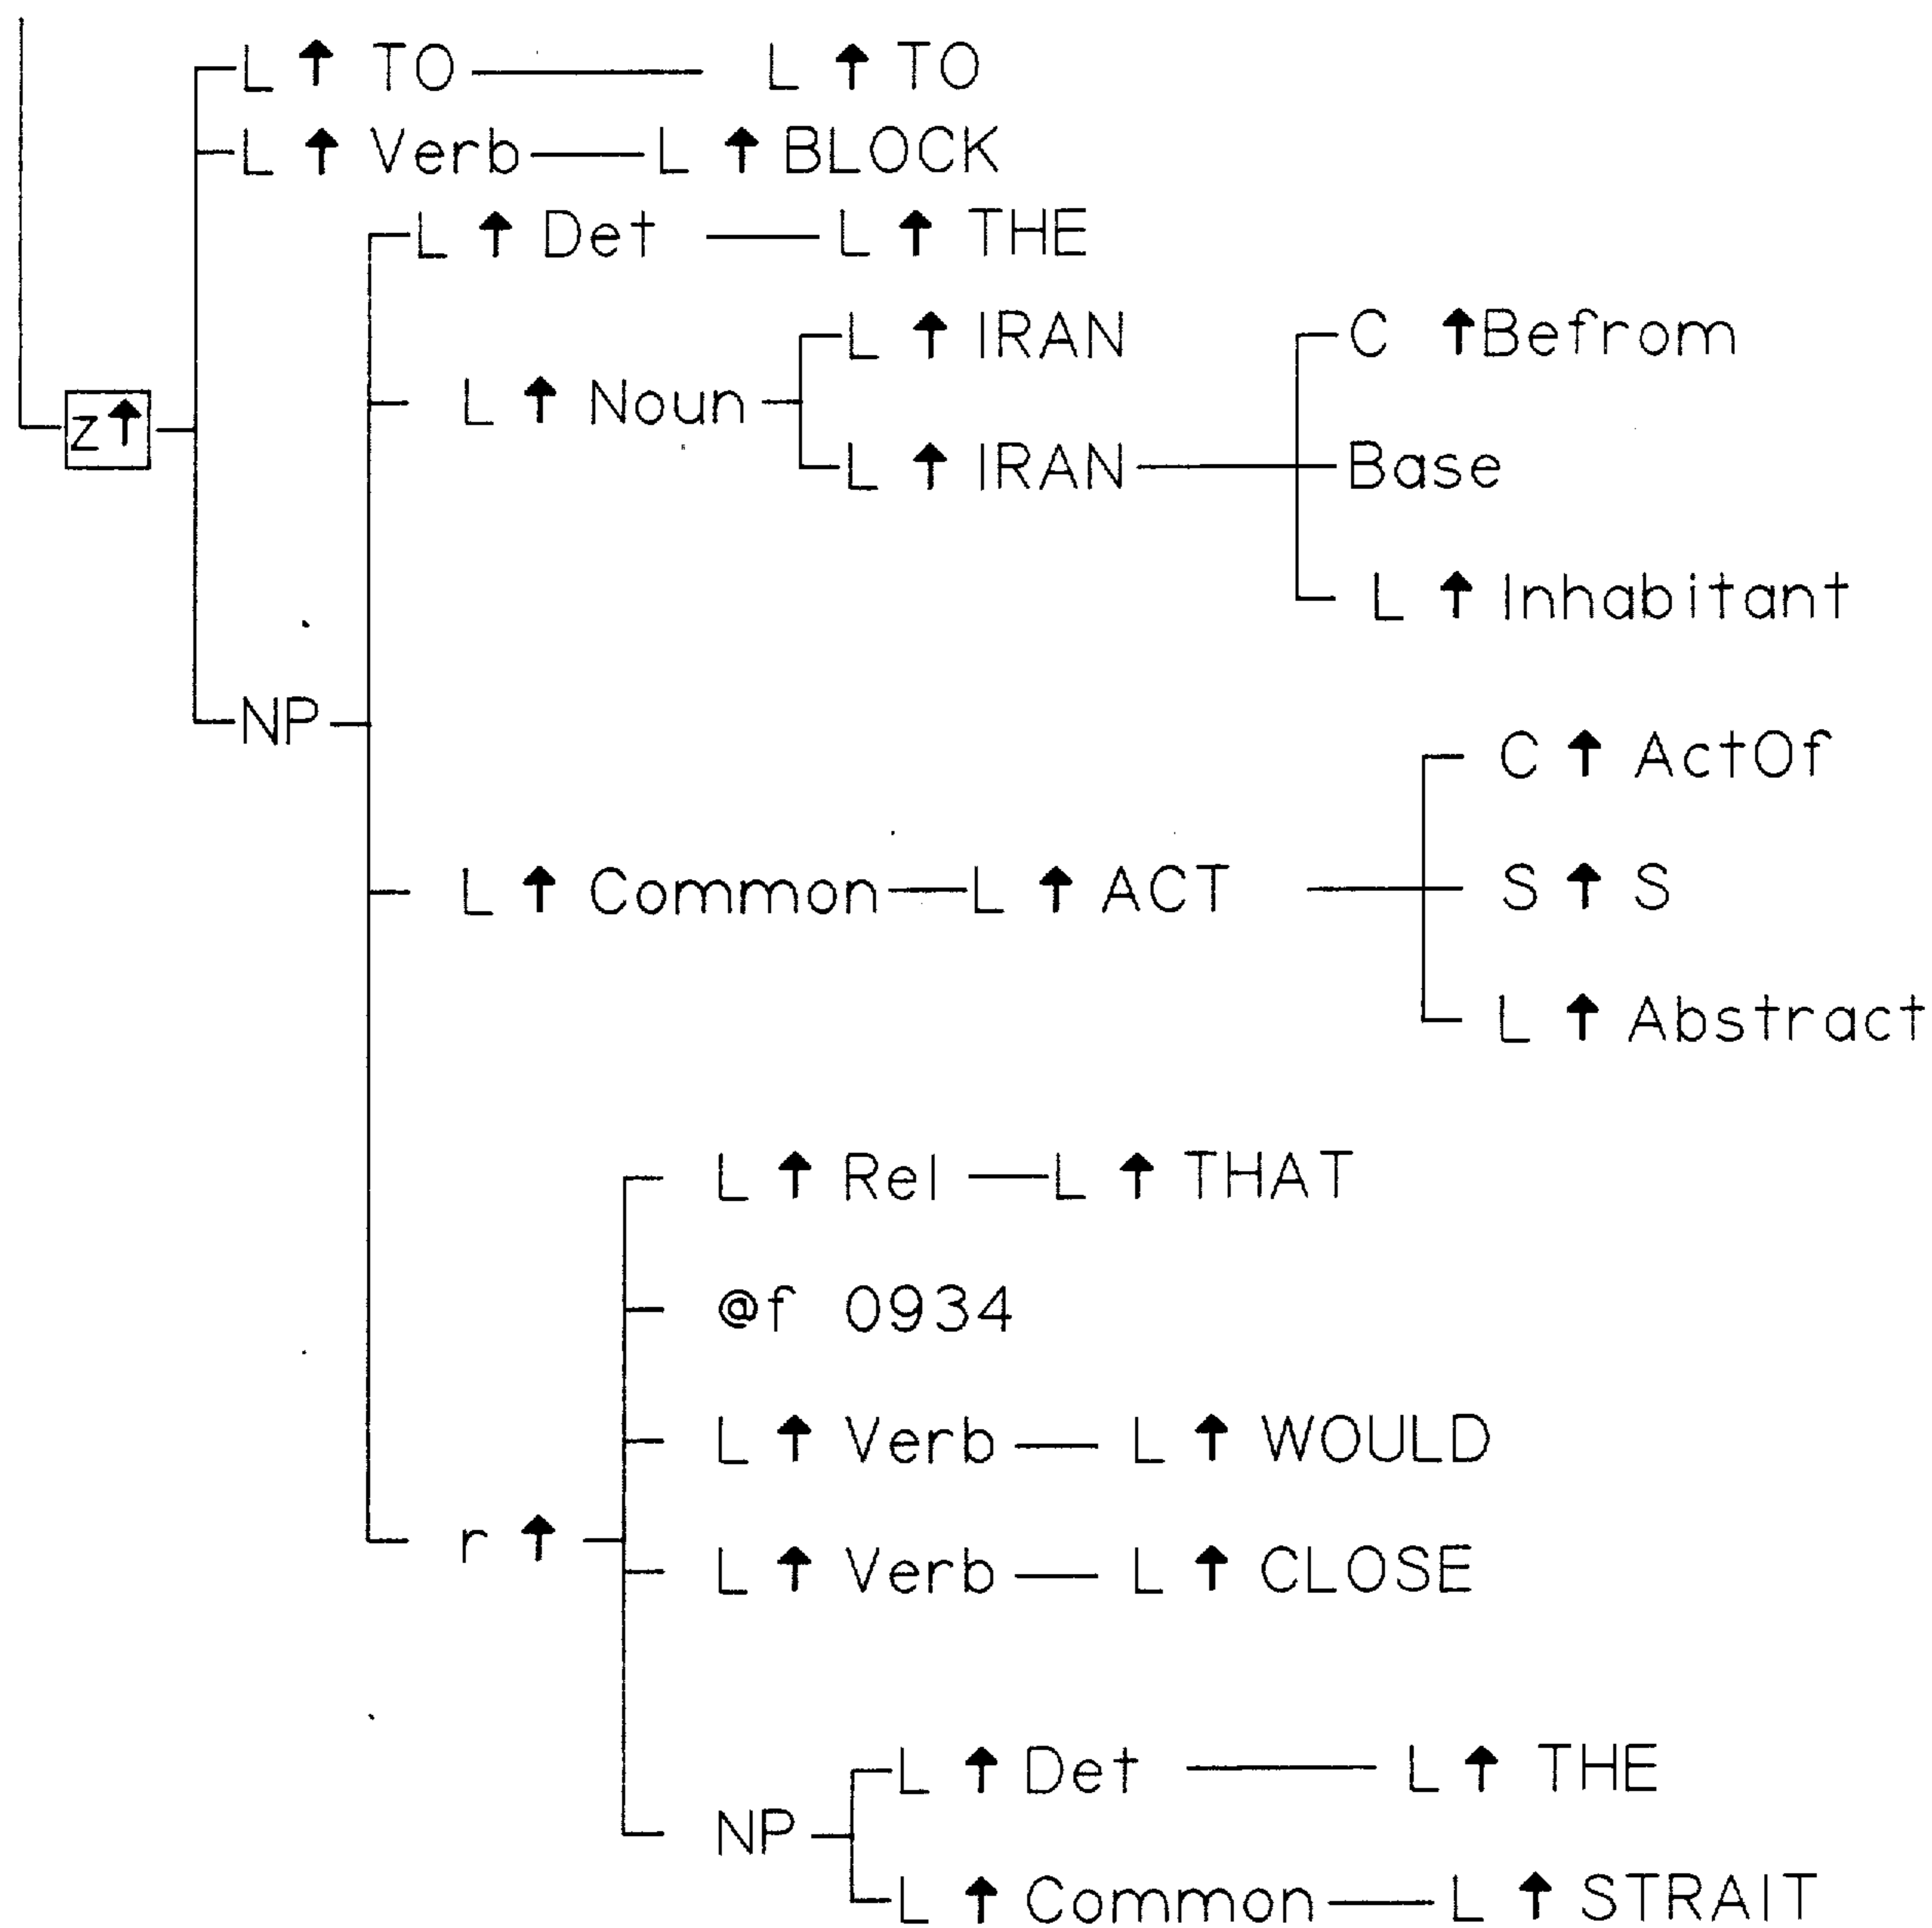 L ↑ TO L ↑ TO
L ↑ Verb L ↑ BLOCK
L ↑ Det L ↑ THE
L ↑ IRAN C ↑Befrom
L ↑ Noun
z↑
L ↑ IRAN Base
L ↑ Inhabitant
NP
C ↑ ActOf
L ↑ Common L ↑ ACT S ↑ S
L ↑ Abstract
L ↑ Rel L ↑ THAT
@f 0934
L ↑ Verb L ↑ WOULD
r ↑
L ↑ Verb L ↑ CLOSE
L ↑ Det L ↑ THE
NP
L ↑ Common L ↑ STRAIT